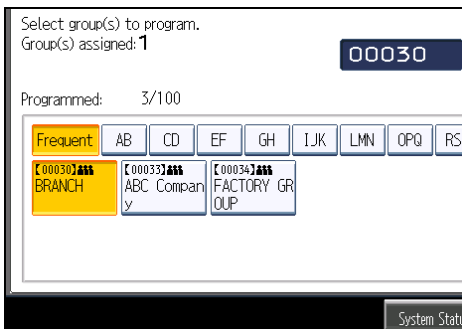 Select group(s) to program.
Group(s) assigned: 1
00030
Programmed: 3/100
Frequent AB CD EF GH IJK LMN OPQ RS
[00030] [00033] [00034]
BRANCH ABC Compan FACTORY GR
y OUP
System Statu